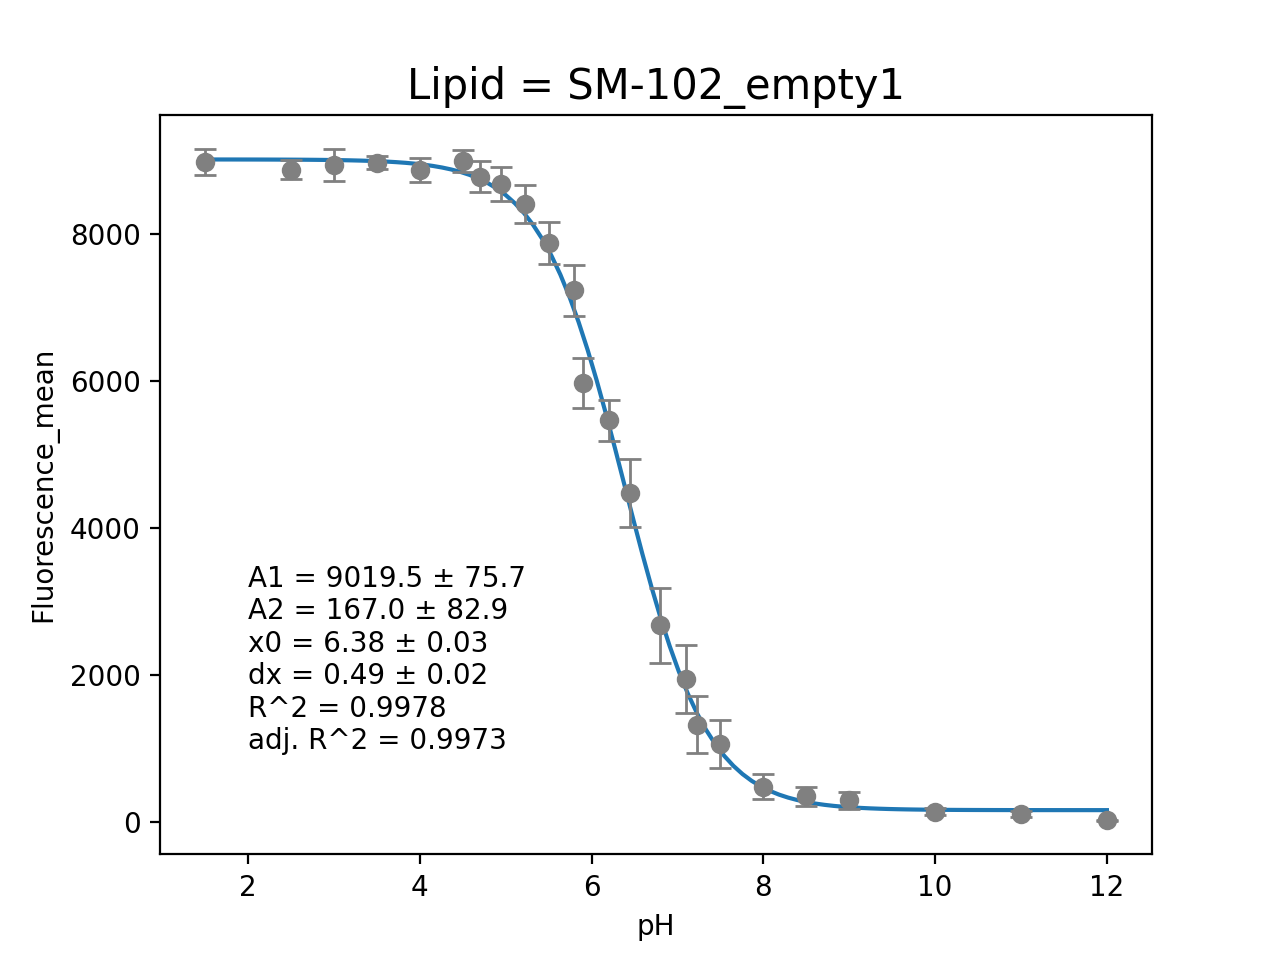 Lipid = SM-102_empty1
Fluorescence_mean
8000
6000
4000
2000
0
A1 = 9019.5 ± 75.7
A2 = 167.0 ± 82.9
x0 = 6.38 ± 0.03
dx = 0.49 ± 0.02
R^2 = 0.9978
adj. R^2 = 0.9973
2 4 6 8 10 12
pH